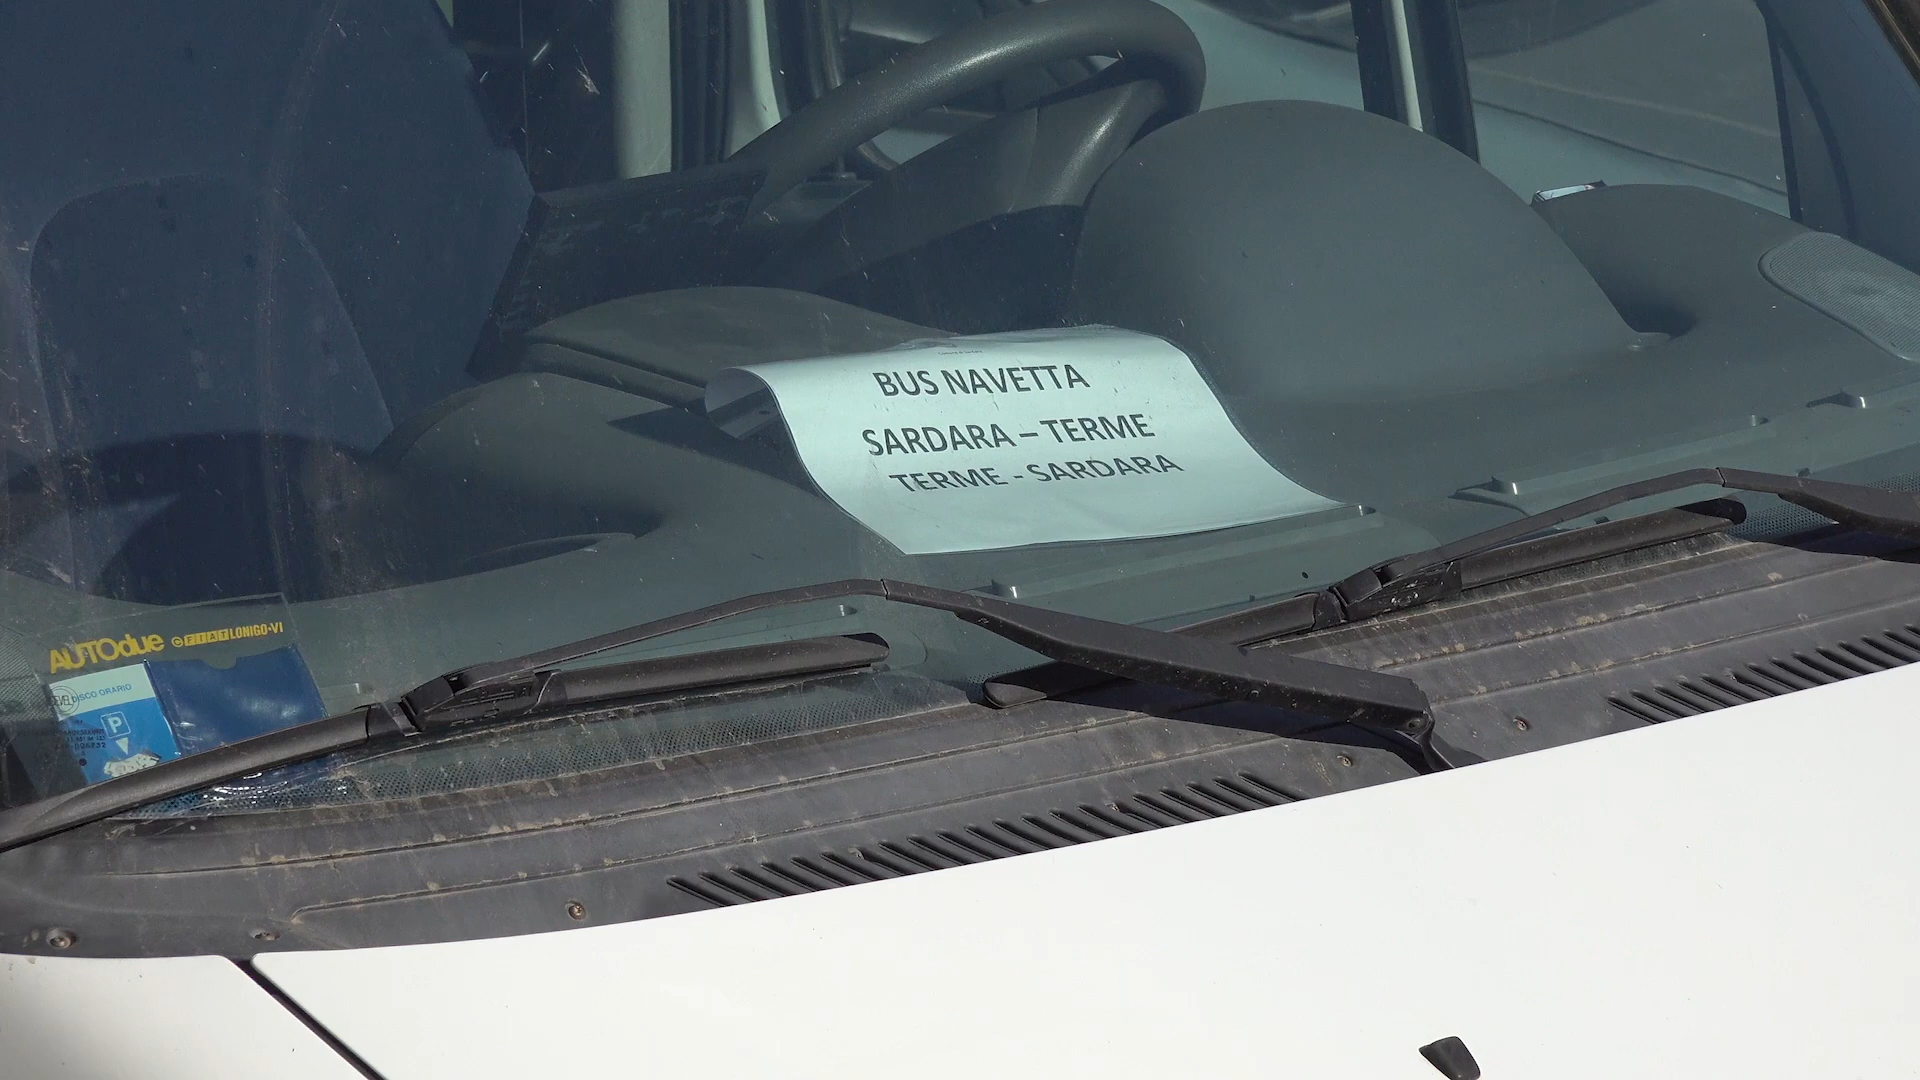 BUS NAVETTA
SARDARA – TERME
TERME - SARDARA
AUTOdue © FIAT LONIGO-VI
DISCO ORARIO
P